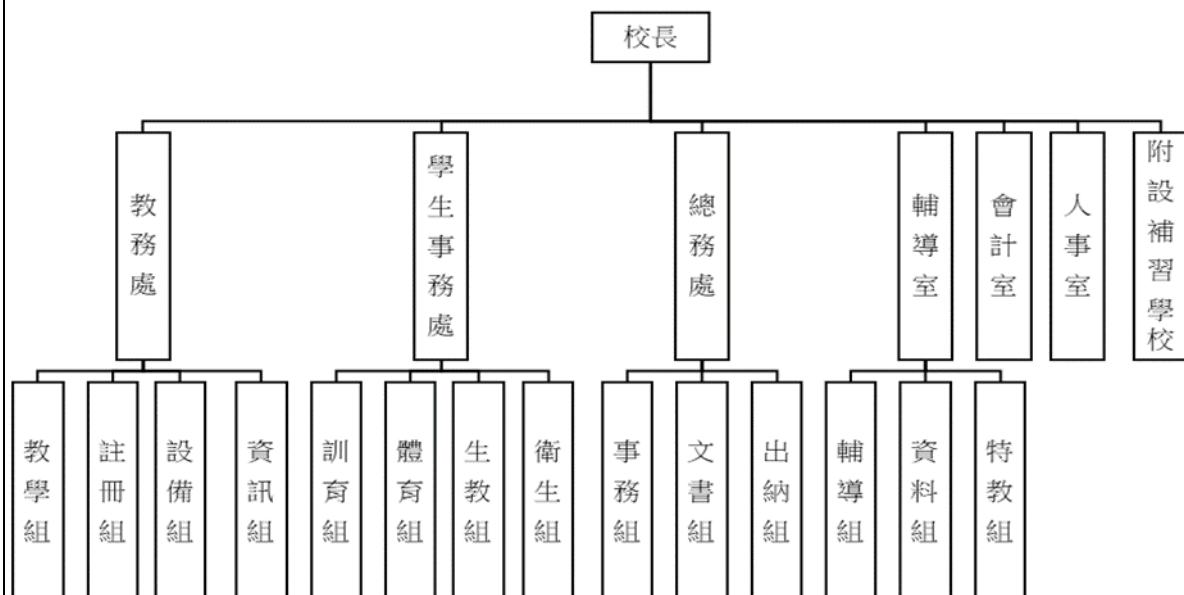 校長
教務處
學生事務處
總務處
輔導室
會計室
人事室
附設補習學校
教學組
註冊組
設備組
資訊組
訓育組
體育組
生教組
衛生組
事務組
文書組
出納組
輔導組
資料組
特教組